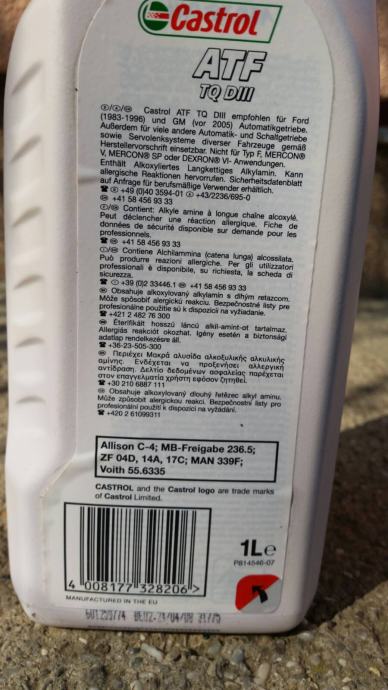 Castrol
ATF
TQ DIII
Castrol ATF TQ DIII empfohlen für Ford
(1983-1996) und GM (vor 2005) Automatikgetriebe.
Außerdem für viele andere Automatik- und Schaltgetriebe
sowie Servolenksysteme diverser Fahrzeuge gemäß
Herstellervorschrift einsetzbar. Nicht für Typ F, MERCON®
V, MERCON® SP oder DEXRON® VI- Anwendungen.
Enthält Alkoxyliertes Langkettiges Alkylamin. Kann
allergische Reaktionen hervorrufen. Sicherheitsdatenblatt
auf Anfrage für berufsmäßige Verwender erhältlich.
+49 (0)40 3594-01 +43/2236/695-0
+41 58 456 93 33
Contient: Alkyle amine à longue chaîne alcoxylé.
Peut déclencher une réaction allergique. Fiche de
données de sécurité disponible sur demande pour les
professionnels.
+41 58 456 93 33
Contiene Alchilammina (catena lunga) alcossilata.
Può produrre reazioni allergiche. Per gli utilizzatori
professionali è disponibile, su richiesta, la scheda di
sicurezza.
+39 (0)2 33446.1 +41 58 456 93 33
Obsahuje alkoxylovaný alkylamin s dlhým retazcom.
Môže spôsobiť alergickú reakciu. Bezpečnostné listy pre
profesionálne použitie sú k dispozícii na vyžiadanie.
+421 2 482 76 300
Éterifikált hosszú láncú alkil-amint-ot tartalmaz.
Allergiás reakciót okozhat. Igény esetén a biztonsági
adatlap rendelkezésre áll.
+36-23-505-300
Περιέχει Μακρά αλυσίδα αλκοξυλικής αλκυλικής
αμίνης. Ενδέχεται να προξενήσει αλλεργική
αντίδραση. Δελτίο δεδομένων ασφαλείας παρέχεται
στον επαγγελματία χρήστη εφόσον ζητηθεί.
+30 210 6887 111
Obsahuje alkoxylovaný dlouhý řetězec alkyl aminu.
Může způsobit alergickou reakci. Bezpečnostní listy pro
profesionální použití k dispozici na vyžádání.
+420 2 61099311
Allison C-4; MB-Freigabe 236.5;
ZF 04D, 14A, 17C; MAN 339F;
Voith 55.6335
CASTROL and the Castrol logo are trade marks
of Castrol Limited.
1L e
P814546-07
4 008177 328206 >
MANUFACTURED IN THE EU